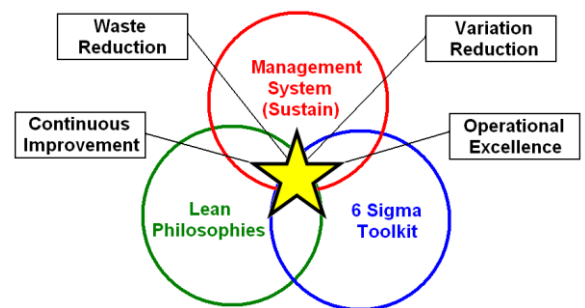 Waste
Reduction
Variation
Reduction
Management
System
(Sustain)
Continuous
Improvement
Operational
Excellence
Lean
Philosophies
6 Sigma
Toolkit